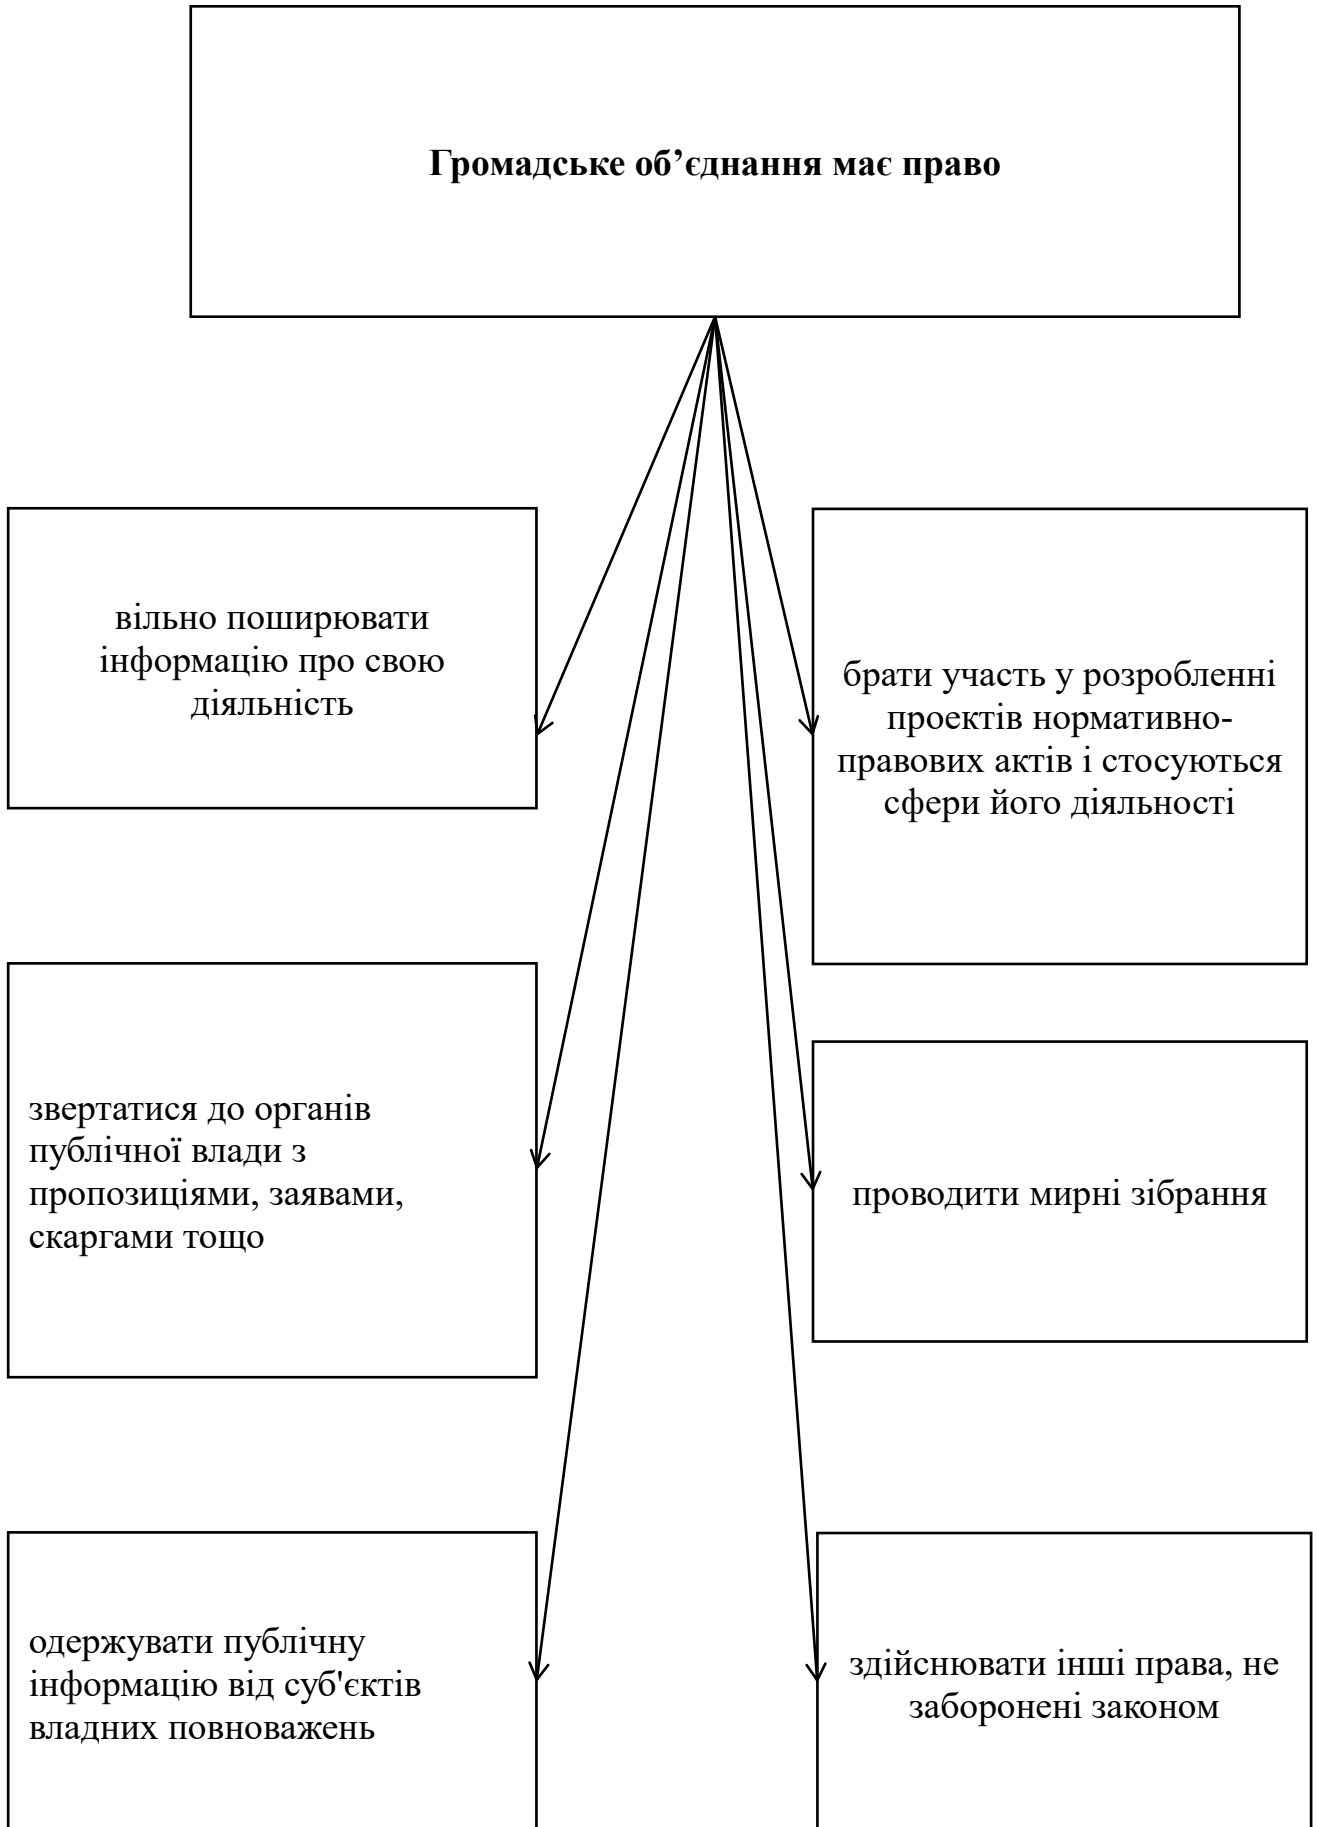 Громадське об’єднання має право
вільно поширювати
інформацію про свою
діяльність
брати участь у розробленні
проектів нормативно-
правових актів і стосуються
сфери його діяльності
звертатися до органів
публічної влади з
пропозиціями, заявами,
скаргами тощо
проводити мирні зібрання
одержувати публічну
інформацію від суб'єктів
владних повноважень
здійснювати інші права, не
заборонені законом